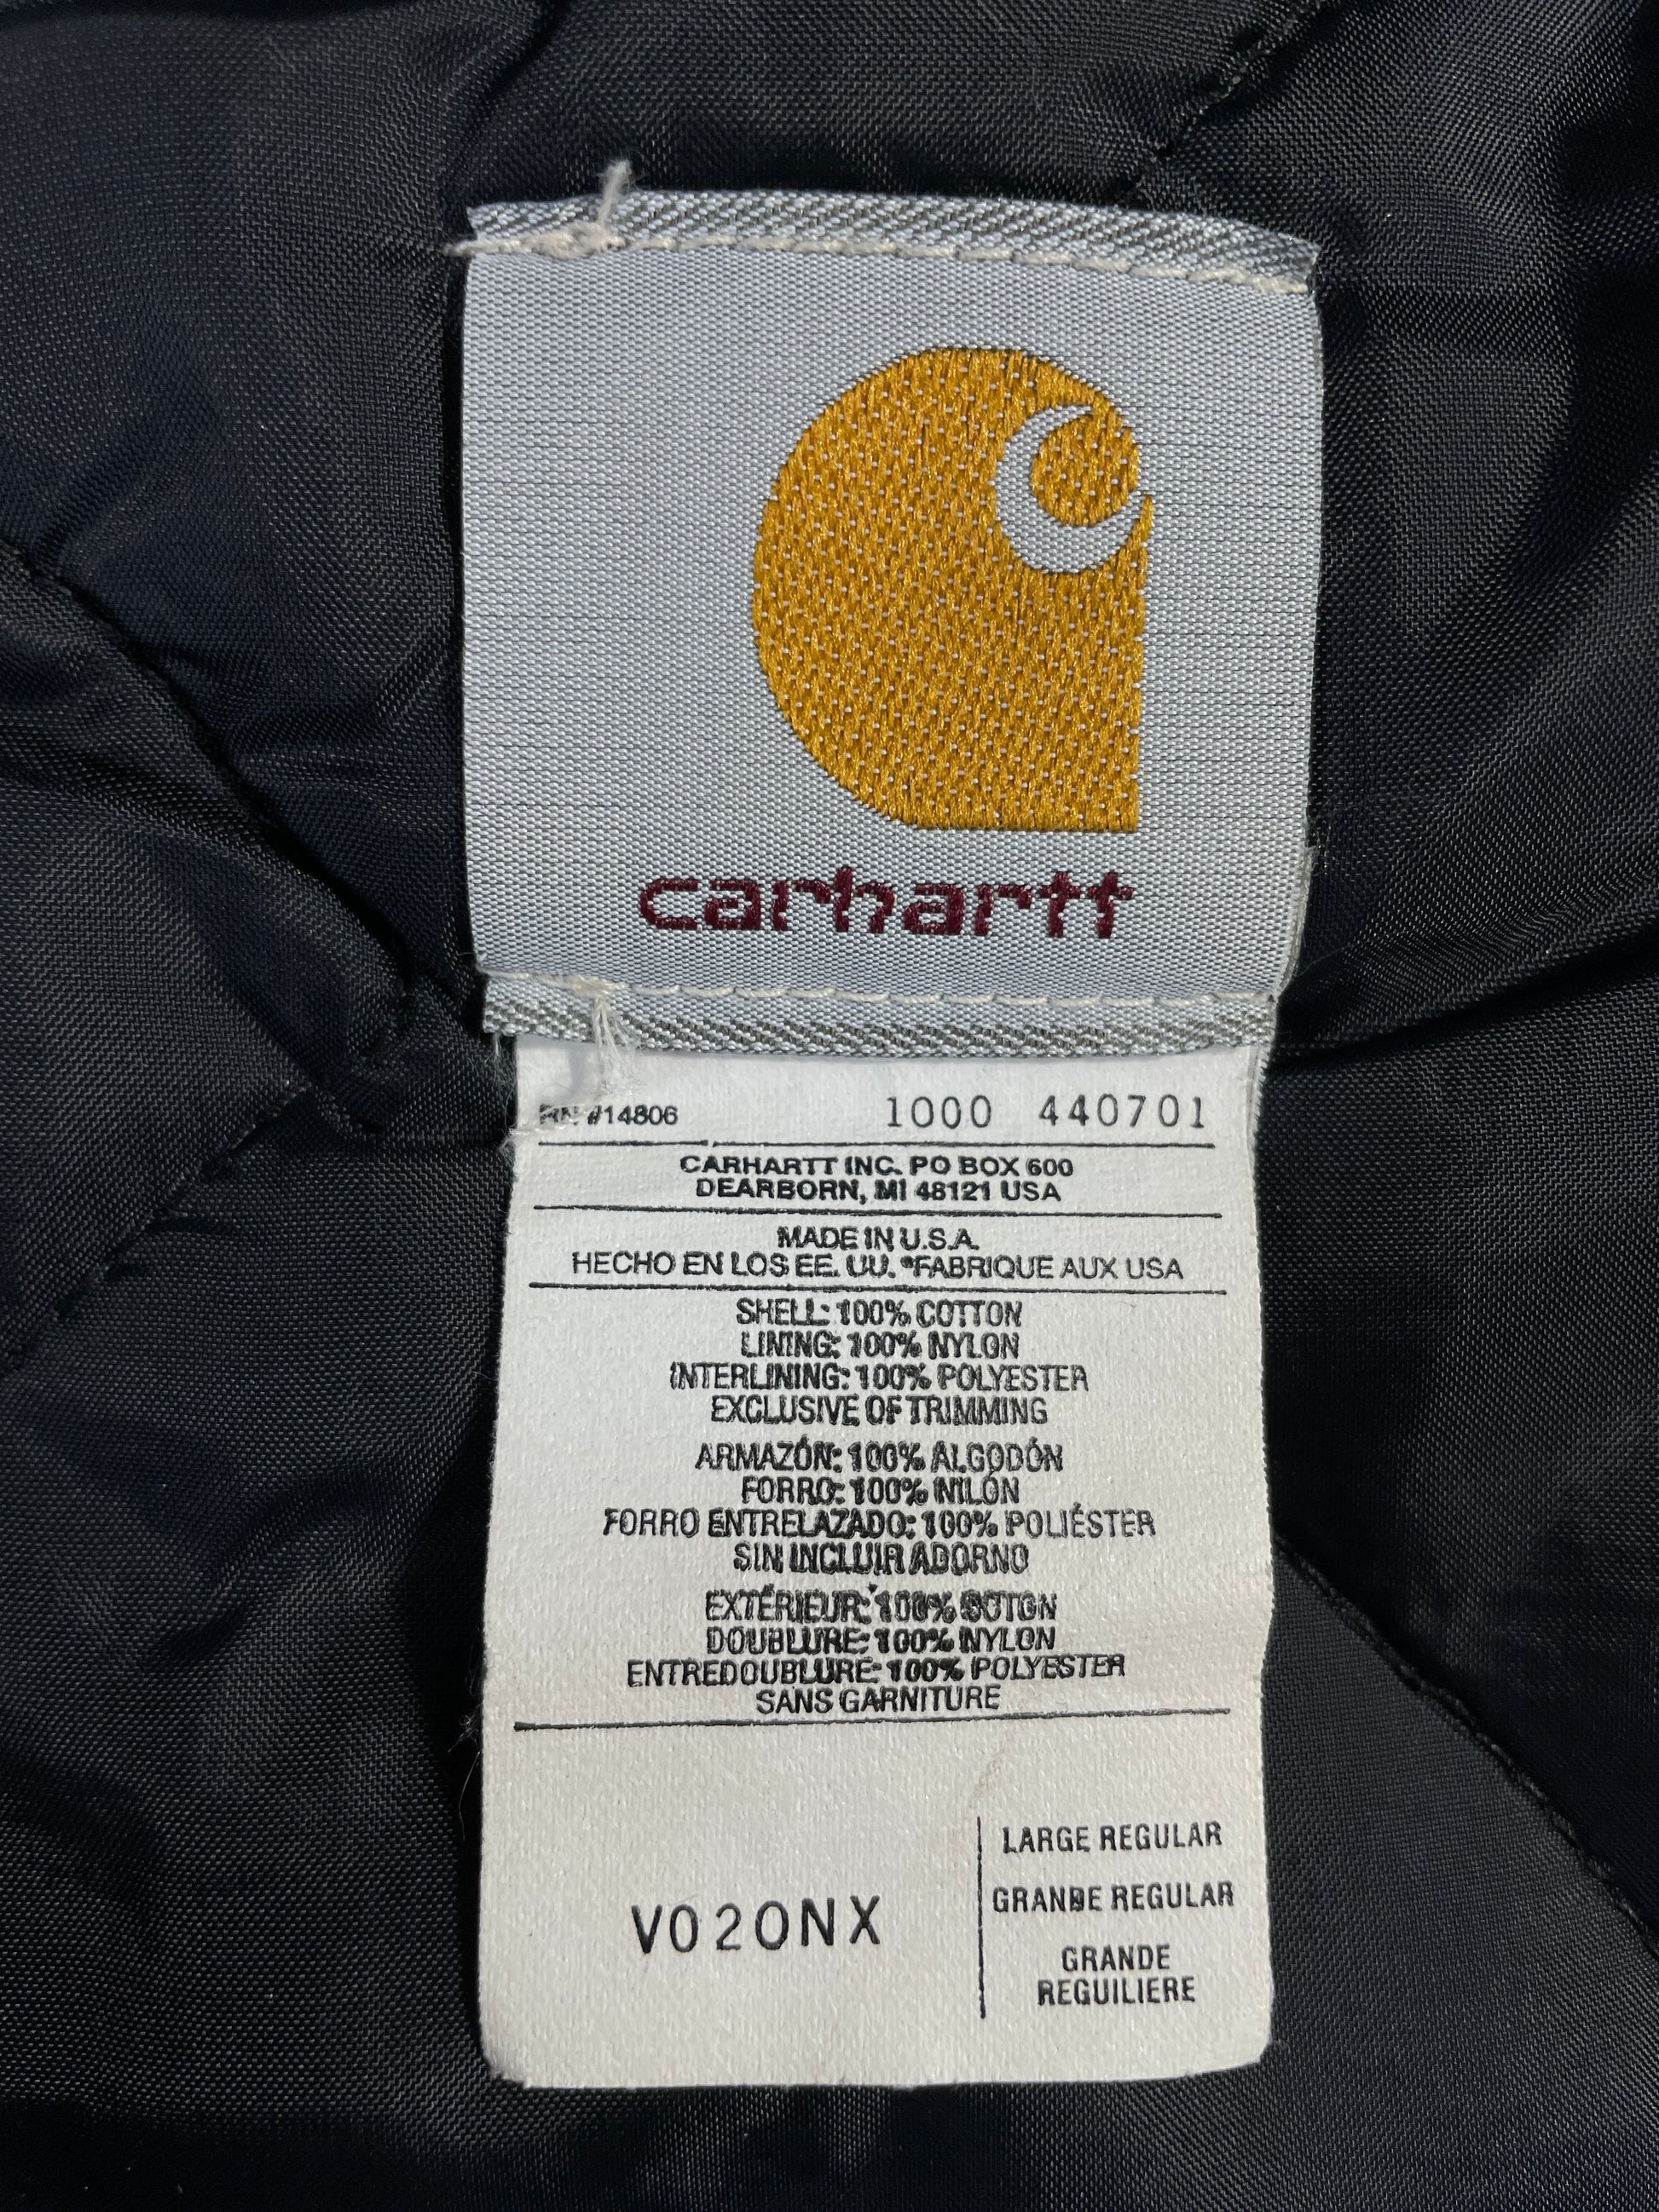 carhartt
RN #14806 1000 440701
CARHARTT INC. PO BOX 600
DEARBORN, MI 48121 USA
MADE IN U.S.A.
HECHO EN LOS EE. UU. *FABRIQUE AUX USA
SHELL: 100% COTTON
LINING: 100% NYLON
INTERLINING: 100% POLYESTER
EXCLUSIVE OF TRIMMING
ARMAZÓN: 100% ALGODÓN
FORRO: 100% NILÓN
FORRO ENTRELAZADO: 100% POLIÉSTER
SIN INCLUIR ADORNO
EXTÉRIEUR: 100% COTON
DOUBLURE: 100% NYLON
ENTREDOUBLURE: 100% POLYESTER
SANS GARNITURE
V02ONX
LARGE REGULAR
GRANDE REGULAR
GRANDE
REGUILIERE